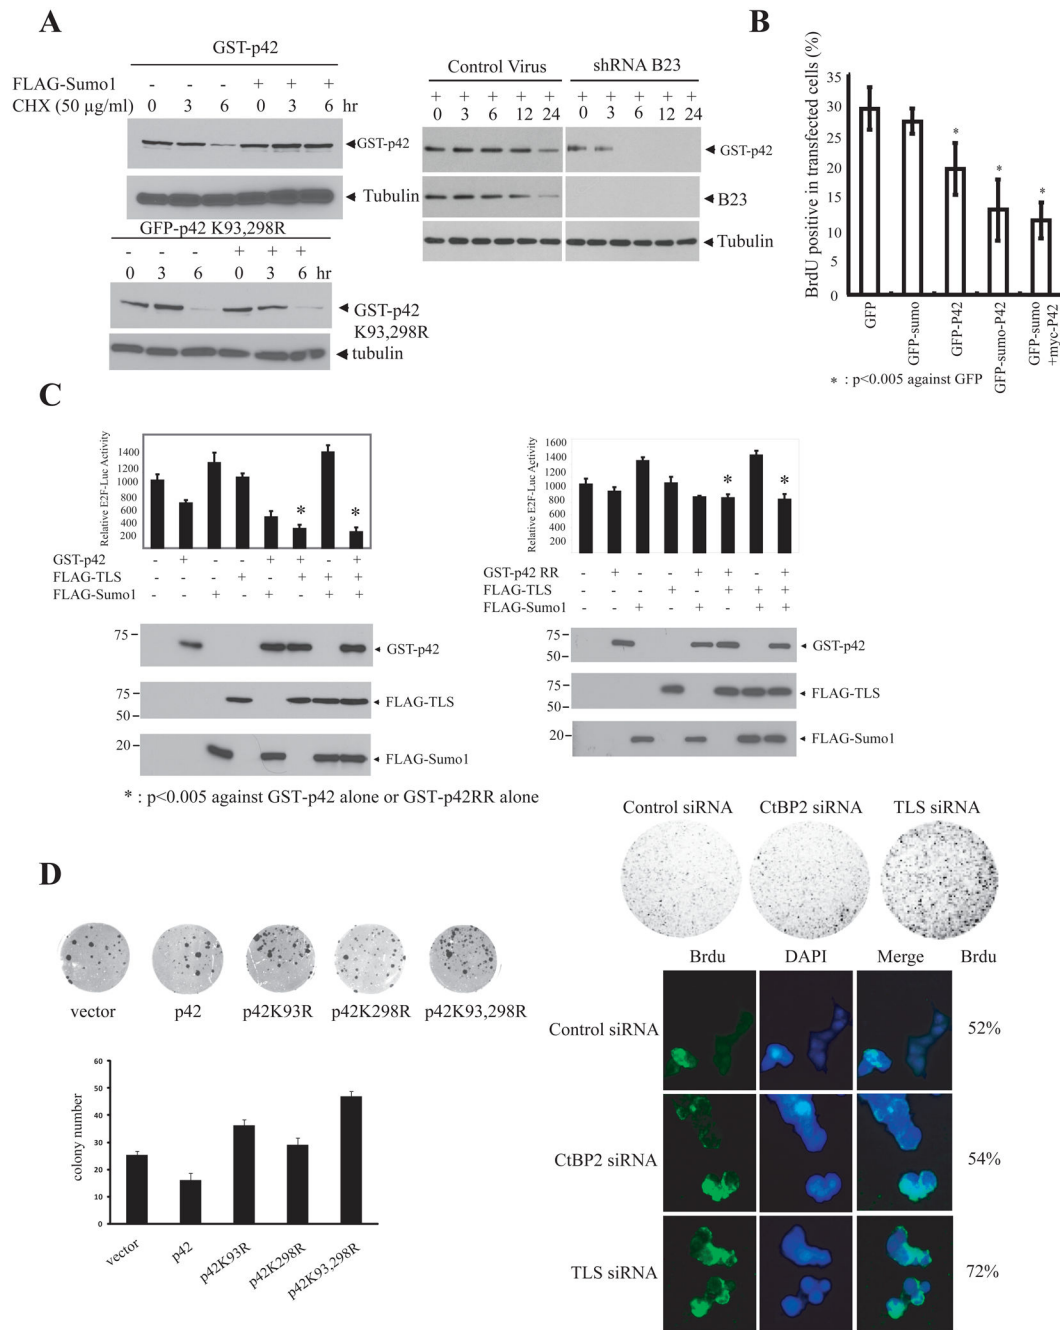 A
GST-p42
FLAG-Sumo1 - - - + + +
CHX (50 µg/ml) 0 3 6 0 3 6 hr
GST-p42
Tubulin
GFP-p42 K93,298R
- - - + + +
0 3 6 0 3 6 hr
GST-p42
K93,298R
tubulin
Control Virus shRNA B23
+ + + + + + + + + +
0 3 6 12 24 0 3 6 12 24
GST-p42
B23
Tubulin
B
BrdU positive in transfected cells (%)
35
30
25
20
15
10
5
0
* * *
GFP
GFP-sumo
GFP-P42
GFP-sumo-P42
GFP-sumo
+myc-P42
* : p<0.005 against GFP
C
Relative E2F-Luc Activity
1400
1200
1000
800
600
400
200
* *
GST-p42 - + - - + + - +
FLAG-TLS - - - + - + + +
FLAG-Sumo1 - - + - + - + +
75
GST-p42
75
50
FLAG-TLS
20
FLAG-Sumo1
Relative E2F-Luc Activity
1600
1400
1200
1000
800
600
400
200
* *
GST-p42 RR - + - - + + - +
FLAG-TLS - - - + - + + +
FLAG-Sumo1 - - + - + - + +
75
50
GST-p42
75
50
FLAG-TLS
20
FLAG-Sumo1
* : p<0.005 against GST-p42 alone or GST-p42RR alone
D
vector p42 p42K93R p42K298R p42K93,298R
colony number
60
50
40
30
20
10
0
vector
p42
p42K93R
p42K298R
p42K93,298R
Control siRNA CtBP2 siRNA TLS siRNA
Brdu DAPI Merge Brdu
Control siRNA 52%
CtBP2 siRNA 54%
TLS siRNA 72%